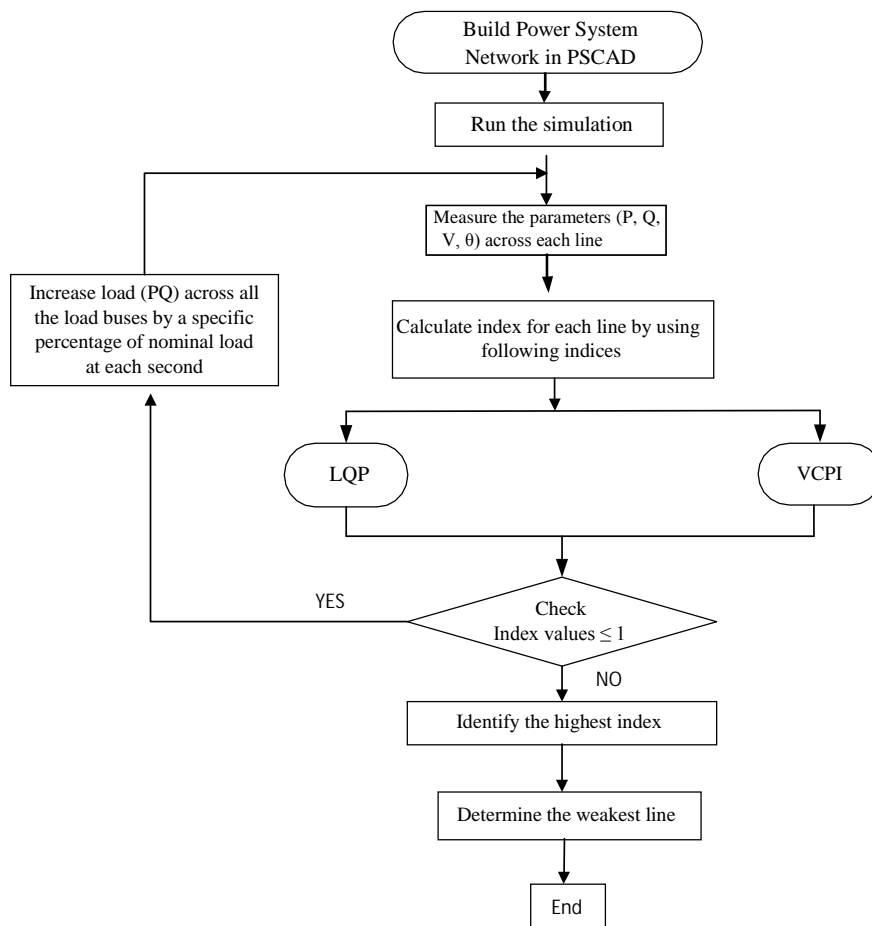 Build Power System
Network in PSCAD
Run the simulation
Measure the parameters (P, Q,
V, θ) across each line
Increase load (PQ) across all
the load buses by a specific
percentage of nominal load
at each second
Calculate index for each line by using
following indices
LQP
VCPI
YES
Check
Index values ≤ 1
NO
Identify the highest index
Determine the weakest line
End